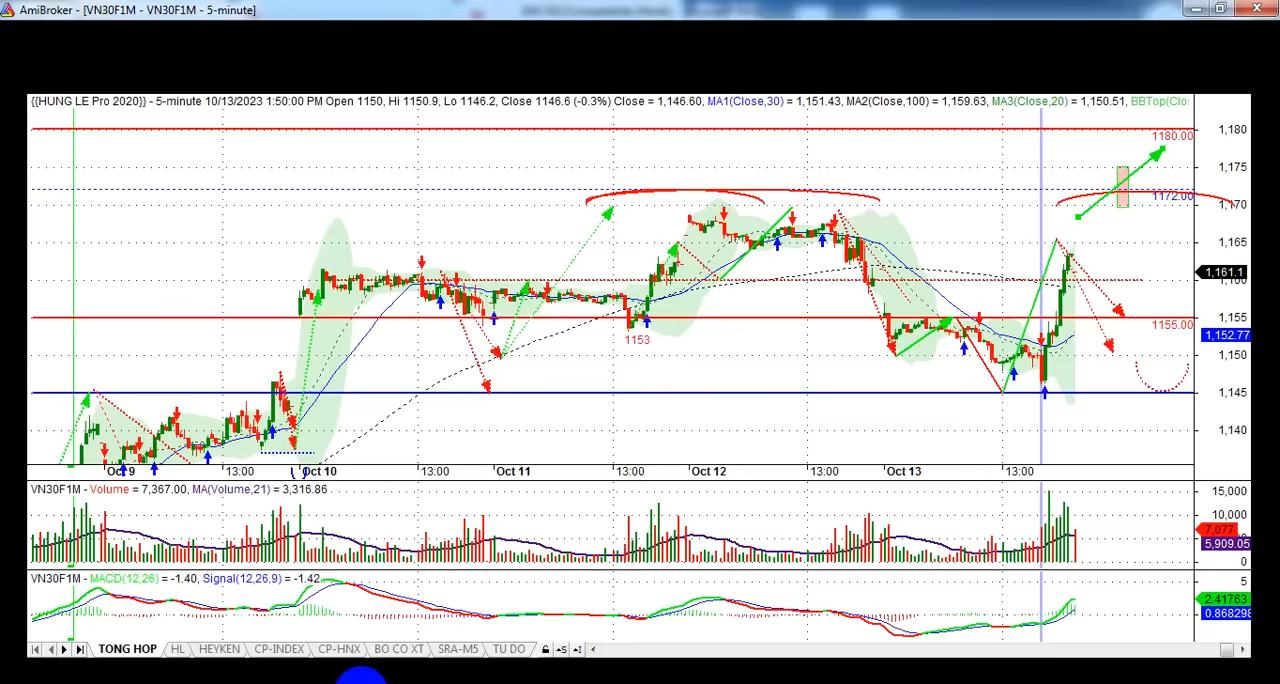 AmiBroker - [VN30F1M - VN30F1M - 5-minute]
{{HUNG LE Pro 2020}} - 5-minute 10/13/2023 1:50:00 PM Open 1150, Hi 1150.9, Lo 1146.2, Close 1146.6 (-0.3%) Close = 1,146.60, MA1(Close,30) = 1,151.43, MA2(Close,100) = 1,159.63, MA3(Close,20) = 1,150.51, BBTop(Clo:
1,180
1180.00
1,175
1172.00
1,170
1,165
1,161.1
1,155
1155.00
1,152.77
1153
1,150
1,145
1,140
Oct 9
13:00
Oct 10
13:00
Oct 11
13:00
Oct 12
13:00
Oct 13
13:00
VN30F1M - Volume = 7,367.00, MA(Volume,21) = 3,316.86
15,000
10,000
7,077
5,909.05
0
VN30F1M - MACD(12,26) = -1.40, Signal(12,26,9) = -1.42
5
2.41763
0.868298
TONG HOP
HL
HEYKEN
CP-INDEX
CP-HNX
BO CO XT
SRA-M5
TU DO